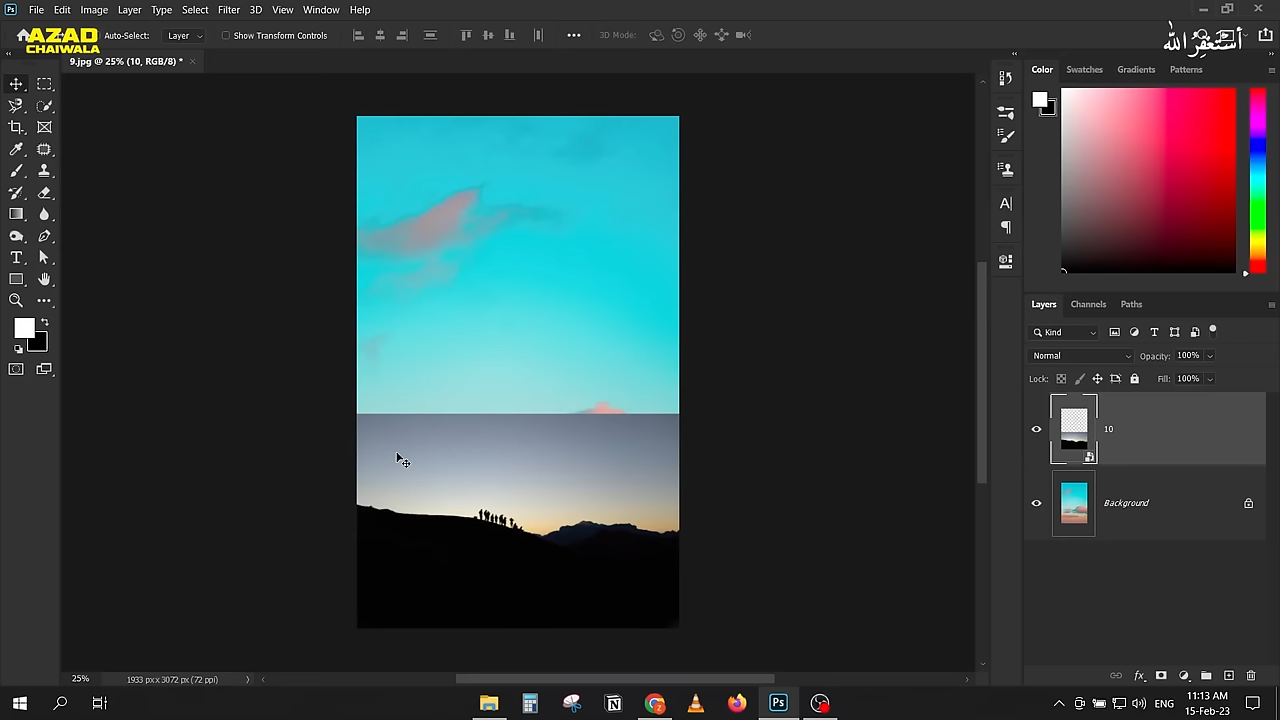 Ps File Edit Image Layer Type Select Filter 3D View Window Help
AZAD
CHAIWALA
Auto-Select: Layer Show Transform Controls 3D Mode:
أستغفر الله
9.jpg @ 25% (10, RGB/8) *
Color Swatches Gradients Patterns
Layers Channels Paths
Kind
Normal Opacity: 100%
Lock: Fill: 100%
10
Background
25% 1933 px x 3072 px (72 ppi)
Ps
ENG
11:13 AM
15-Feb-23